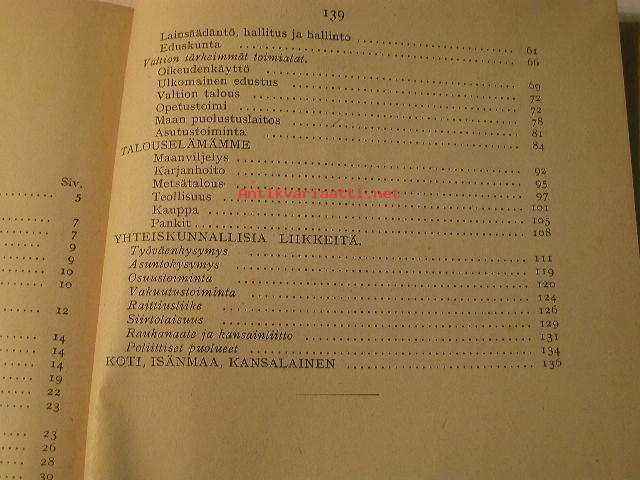 Siv.
5
7
7
9
9
10
10
12
14
14
14
19
22
23
23
26
28
30
139
Lainsäädäntö, hallitus ja hallinto 61
Eduskunta 66
Valtion tärkeimmät toimialat.
Oikeudenkäyttö 69
Ulkomainen edustus 72
Valtion talous 72
Opetustoimi 78
Maan puolustuslaitos 81
Asutustoiminta 84
TALOUSELÄMÄMME
Maanviljelys 92
Karjanhoito 95
Metsätalous 97
Teollisuus 101
Kauppa 105
Pankit 108
YHTEISKUNNALLISIA LIIKKEITÄ.
Työväenkysymys 111
Asuntokysymys 119
Osuustoiminta 120
Vakuutustoiminta 124
Raittiusliike 126
Siirtolaisuus 129
Rauhanaate ja kansainliitto 131
Poliittiset puolueet 134
KOTI, ISÄNMAA, KANSALAINEN 136
Antikvariaatti.net